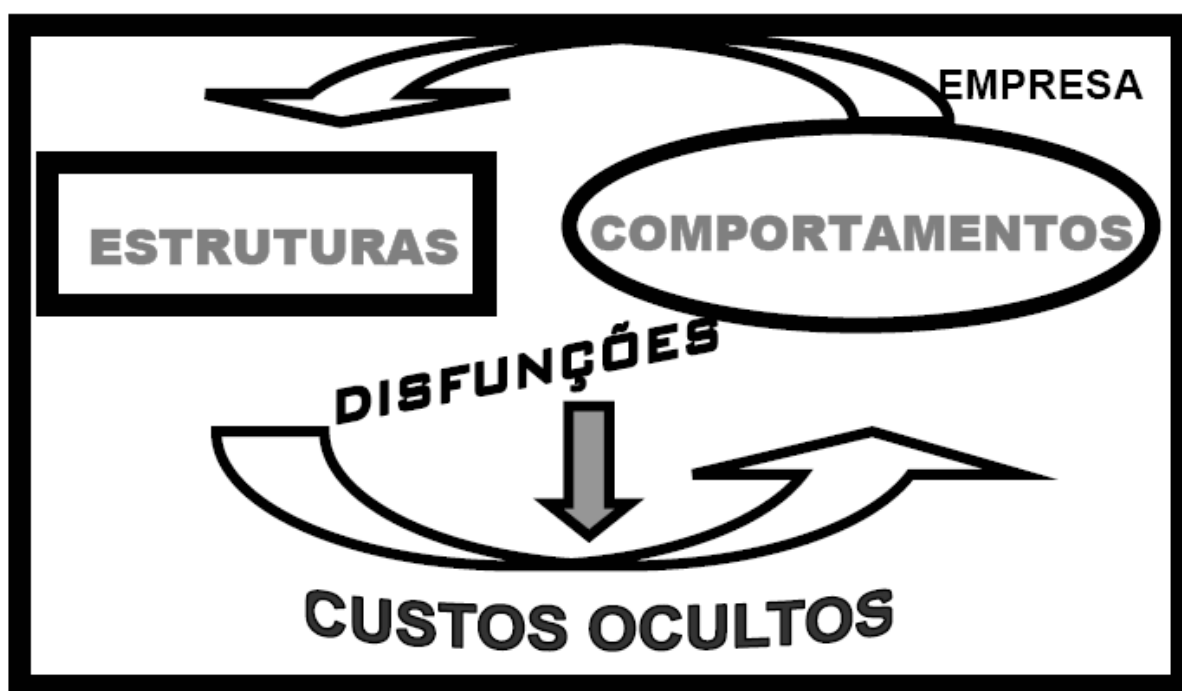 EMPRESA
ESTRUTURAS
COMPORTAMENTOS
DISFUNÇÕES
CUSTOS OCULTOS